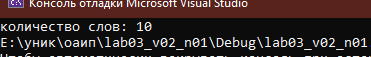 Консоль отладки Microsoft Visual Studio
количество слов: 10
E:\уник\оаип\lab03_v02_n01\Debug\lab03_v02_n01